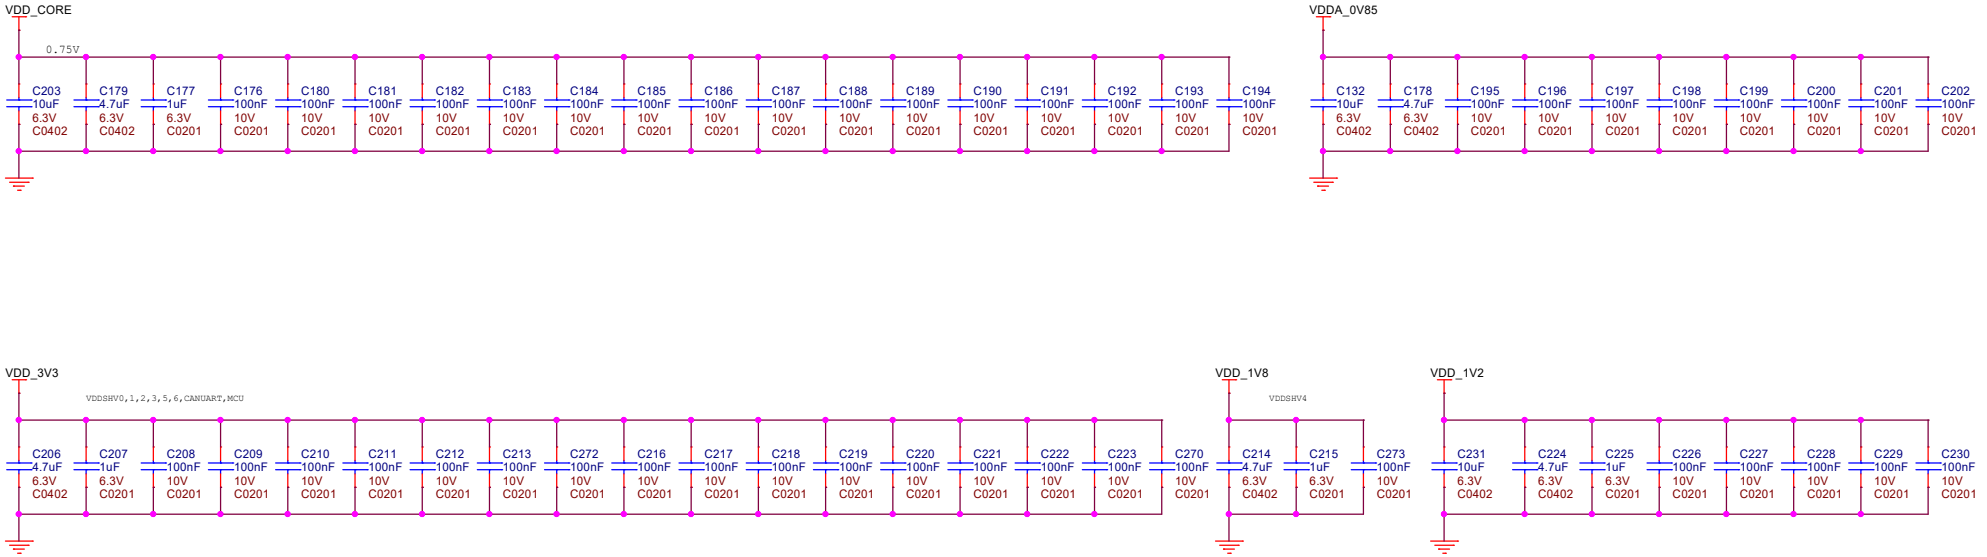 VDD_CORE
VDDA_0V85
0.75V
C203 C179 C177 C176 C180 C181 C182 C183 C184 C185 C186 C187 C188 C189 C190 C191 C192 C193 C194 C132 C178 C195 C196 C197 C198 C199 C200 C201 C202
10uF 4.7uF 1uF 100nF 100nF 100nF 100nF 100nF 100nF 100nF 100nF 100nF 100nF 100nF 100nF 100nF 100nF 100nF 100nF 10uF 4.7uF 100nF 100nF 100nF 100nF 100nF 100nF 100nF 100nF
6.3V 6.3V 6.3V 10V 10V 10V 10V 10V 10V 10V 10V 10V 10V 10V 10V 10V 10V 10V 10V 6.3V 6.3V 10V 10V 10V 10V 10V 10V 10V 10V
C0402 C0402 C0201 C0201 C0201 C0201 C0201 C0201 C0201 C0201 C0201 C0201 C0201 C0201 C0201 C0201 C0201 C0201 C0201 C0402 C0402 C0201 C0201 C0201 C0201 C0201 C0201 C0201 C0201
VDD_3V3
VDD_1V8
VDD_1V2
VDDSHV0,1,2,3,5,6,CANUART,MCU
VDDSHV4
C206 C207 C208 C209 C210 C211 C212 C213 C272 C216 C217 C218 C219 C220 C221 C222 C223 C270 C214 C215 C273 C231 C224 C225 C226 C227 C228 C229 C230
4.7uF 1uF 100nF 100nF 100nF 100nF 100nF 100nF 100nF 100nF 100nF 100nF 100nF 100nF 100nF 100nF 100nF 100nF 4.7uF 1uF 100nF 10uF 4.7uF 1uF 100nF 100nF 100nF 100nF 100nF
6.3V 6.3V 10V 10V 10V 10V 10V 10V 10V 10V 10V 10V 10V 10V 10V 10V 10V 10V 6.3V 6.3V 10V 6.3V 6.3V 6.3V 10V 10V 10V 10V 10V
C0402 C0201 C0201 C0201 C0201 C0201 C0201 C0201 C0201 C0201 C0201 C0201 C0201 C0201 C0201 C0201 C0201 C0201 C0402 C0201 C0201 C0402 C0402 C0201 C0201 C0201 C0201 C0201 C0201